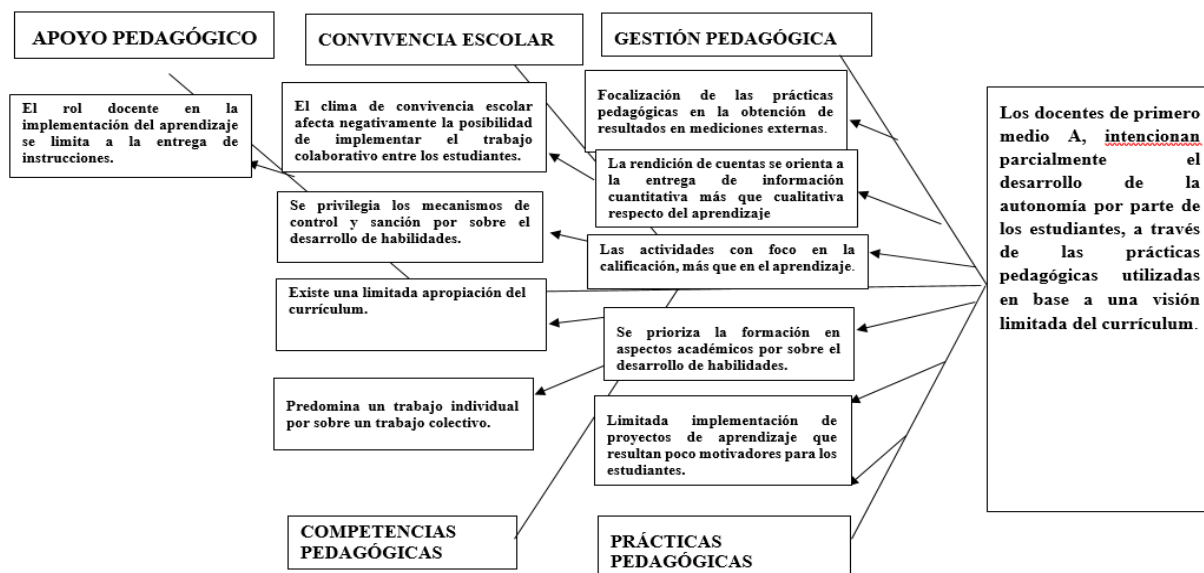 APOYO PEDAGÓGICO
CONVIVENCIA ESCOLAR
GESTIÓN PEDAGÓGICA
El rol docente en la
implementación del aprendizaje
se limita a la entrega de
instrucciones.
El clima de convivencia escolar
afecta negativamente la posibilidad
de implementar el trabajo
colaborativo entre los estudiantes.
Focalización de las prácticas
pedagógicas en la obtención de
resultados en mediciones externas.
La rendición de cuentas se orienta a
la entrega de información
cuantitativa más que cualitativa
respecto del aprendizaje
Se privilegia los mecanismos de
control y sanción por sobre el
desarrollo de habilidades.
Las actividades con foco en la
calificación, más que en el aprendizaje.
Existe una limitada apropiación del
currículum.
Se prioriza la formación en
aspectos académicos por sobre el
desarrollo de habilidades.
Predomina un trabajo individual
por sobre un trabajo colectivo.
Limitada implementación de
proyectos de aprendizaje que
resultan poco motivadores para los
estudiantes.
COMPETENCIAS
PEDAGÓGICAS
PRÁCTICAS
PEDAGÓGICAS
Los docentes de primero
medio A, intencionan
parcialmente el
desarrollo de la
autonomía por parte de
los estudiantes, a través
de las prácticas
pedagógicas utilizadas
en base a una visión
limitada del currículum.